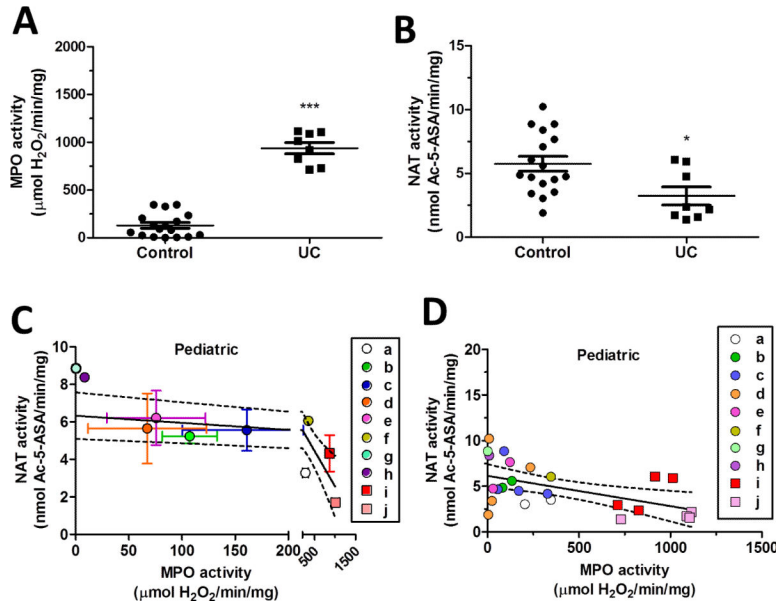 A
MPO activity
(μmol H₂O₂/min/mg)
2000
1500
1000
500
0
***
Control
UC
B
NAT activity
(nmol Ac-5-ASA/min/mg)
15
10
5
0
*
Control
UC
C
Pediatric
NAT activity
(nmol Ac-5-ASA/min/mg)
10
8
6
4
2
0
0
50
100
150
200
500
1500
MPO activity
(μmol H₂O₂/min/mg)
a
b
c
d
e
f
g
h
i
j
D
Pediatric
NAT activity
(nmol Ac-5-ASA/min/mg)
20
15
10
5
0
0
350
700
1050
1400
MPO activity
(μmol H₂O₂/min/mg)
a
b
c
d
e
f
g
h
i
j